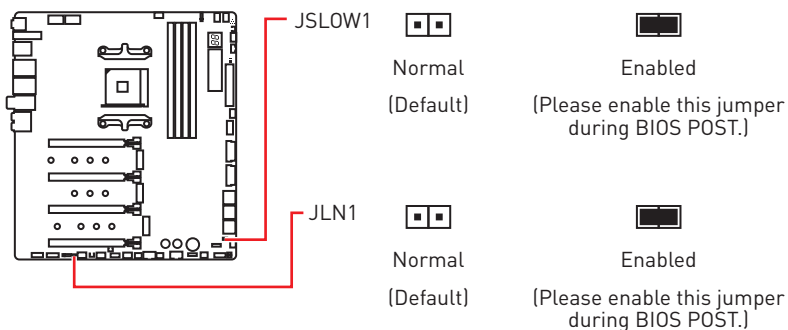 JSLOW1
Normal
Enabled
(Default)
(Please enable this jumper
during BIOS POST.)
JLN1
Normal
Enabled
(Default)
(Please enable this jumper
during BIOS POST.)
88